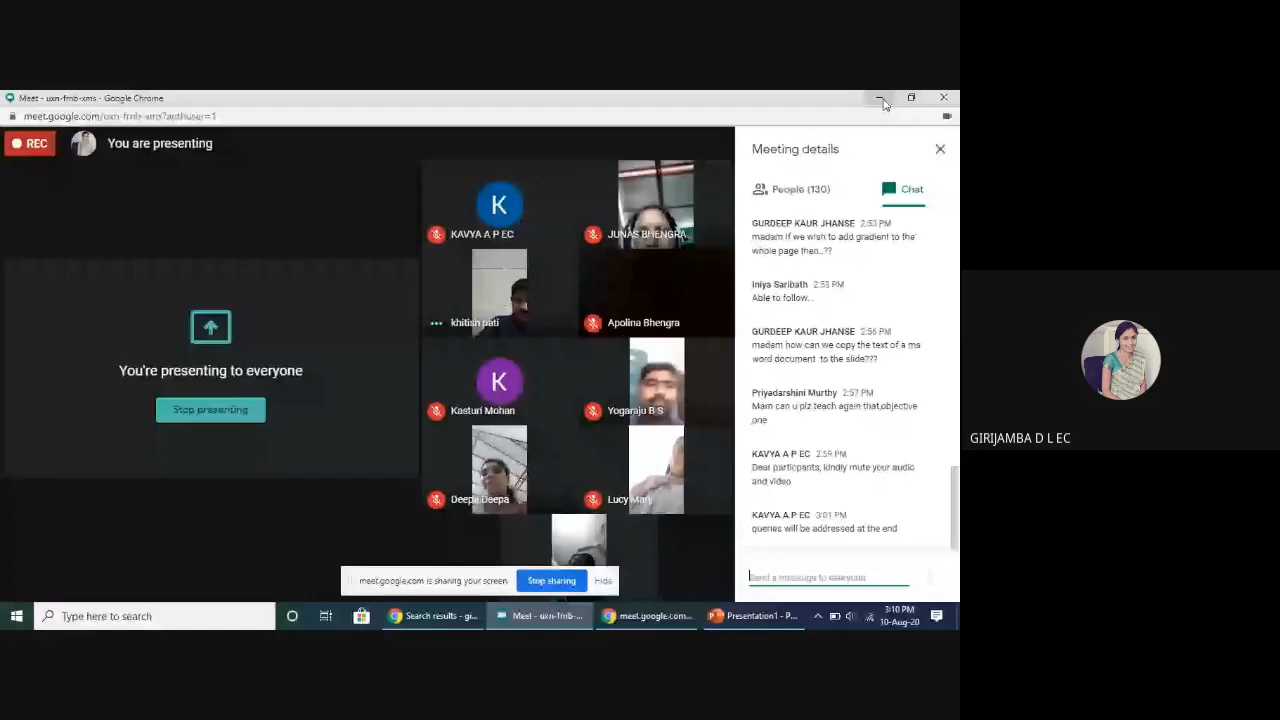 Meet - uxn-fmb-xms - Google Chrome
meet.google.com/uxn-fmb-xms?authuser=1
REC
You are presenting
You're presenting to everyone
Stop presenting
K
KAVYA A P EC
JUNAS BHENGRA
khitish pati
Apolina Bhengra
K
Kasturi Mohan
Yogaraju B S
Deepa Deepa
Lucy Mary
Meeting details
People (130)
Chat
GURDEEP KAUR JHANSE 2:53 PM
madam if we wish to add gradient to the
whole page then..??
Iniya Saribath 2:53 PM
Able to follow...
GURDEEP KAUR JHANSE 2:56 PM
madam how can we copy the text of a ms
word document to the slide???
Priyadarshini Murthy 2:57 PM
Mam can u plz teach again that,objective
one
KAVYA A P EC 2:59 PM
Dear particpants, kindly mute your audio
and video
KAVYA A P EC 3:01 PM
queries will be addressed at the end
Send a message to everyone
meet.google.com is sharing your screen
Stop sharing
Hide
Type here to search
Search results - gi...
Meet - uxn-fmb-...
meet.google.com...
Presentation1 - P...
3:10 PM
10-Aug-20
GIRIJAMBA D L EC